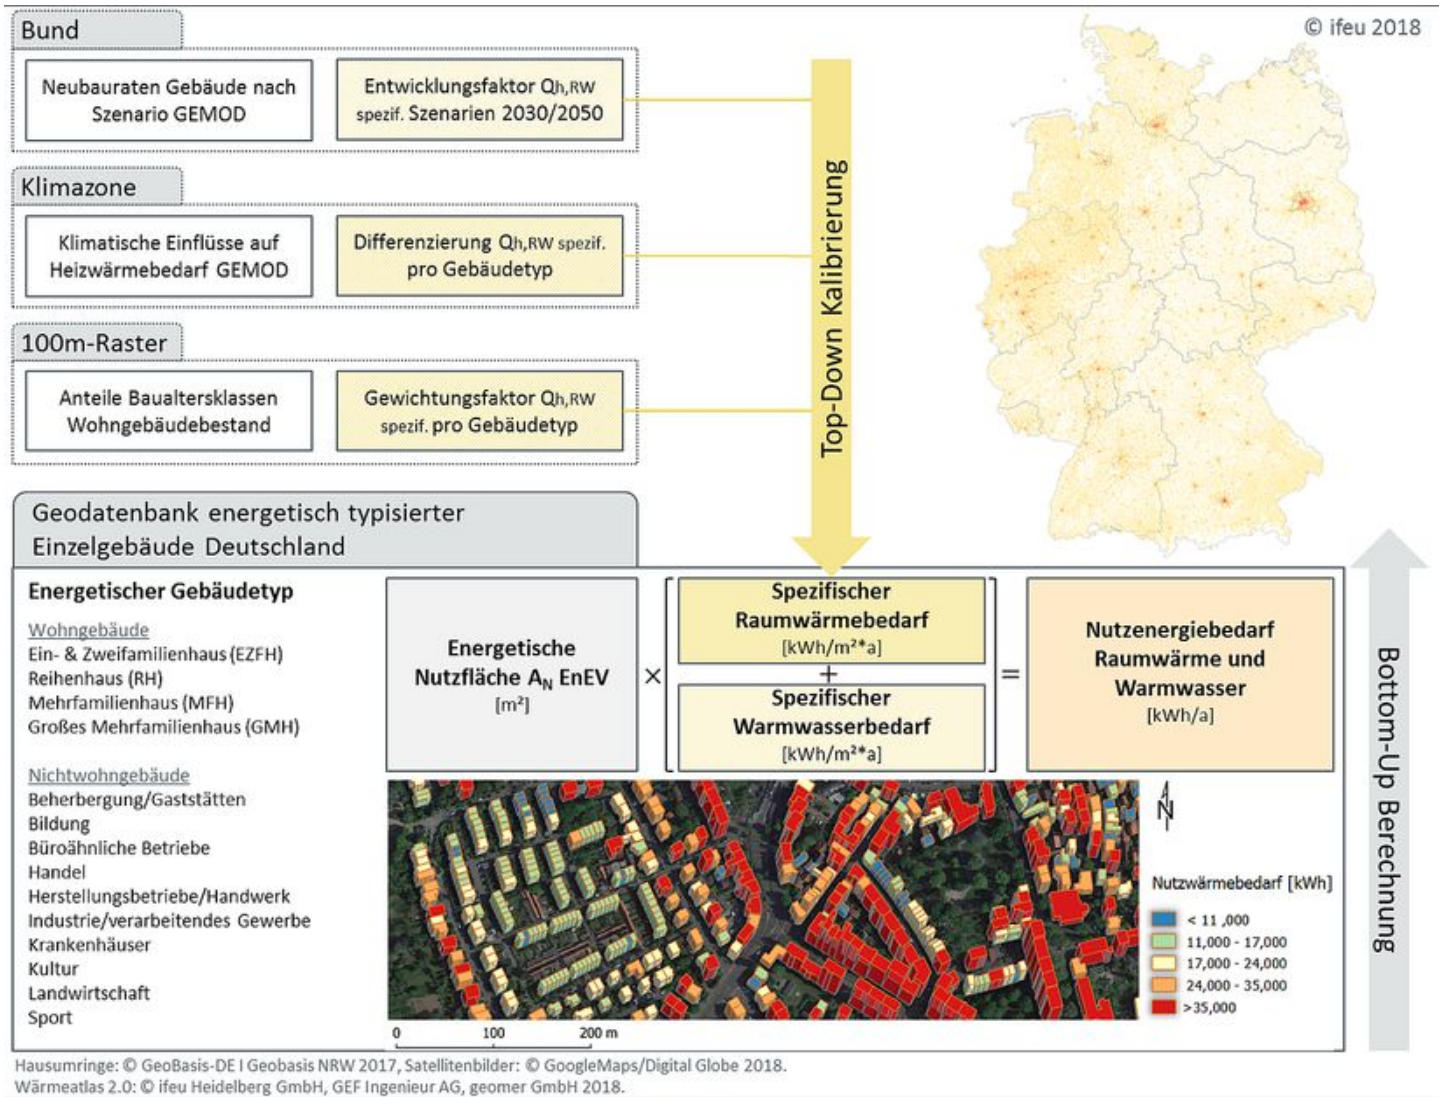 Bund
© ifeu 2018
Neubauraten Gebäude nach
Szenario GEMOD
Entwicklungsfaktor Qh,RW
spezif. Szenarien 2030/2050
Klimazone
Klimatische Einflüsse auf
Heizwärmebedarf GEMOD
Differenzierung Qh,RW spezif.
pro Gebäudetyp
100m-Raster
Anteile Baualtersklassen
Wohngebäudebestand
Gewichtungsfaktor Qh,RW
spezif. pro Gebäudetyp
Top-Down Kalibrierung
Geodatenbank energetisch typisierter
Einzelgebäude Deutschland
Energetischer Gebäudetyp
Wohngebäude
Ein- & Zweifamilienhaus (EZFH)
Reihenhaus (RH)
Mehrfamilienhaus (MFH)
Großes Mehrfamilienhaus (GMH)
Nichtwohngebäude
Beherbergung/Gaststätten
Bildung
Büroähnliche Betriebe
Handel
Herstellungsbetriebe/Handwerk
Industrie/verarbeitendes Gewerbe
Krankenhäuser
Kultur
Landwirtschaft
Sport
Energetische
Nutzfläche AN EnEV
[m²]
×
Spezifischer
Raumwärmebedarf
[kWh/m²*a]
+
Spezifischer
Warmwasserbedarf
[kWh/m²*a]
=
Nutzenergiebedarf
Raumwärme und
Warmwasser
[kWh/a]
Bottom-Up Berechnung
N
Nutzwärmebedarf [kWh]
< 11 ,000
11,000 - 17,000
17,000 - 24,000
24,000 - 35,000
>35,000
0 100 200 m
Hausumringe: © GeoBasis-DE I Geobasis NRW 2017, Satellitenbilder: © GoogleMaps/Digital Globe 2018.
Wärmeatlas 2.0: © ifeu Heidelberg GmbH, GEF Ingenieur AG, geomer GmbH 2018.